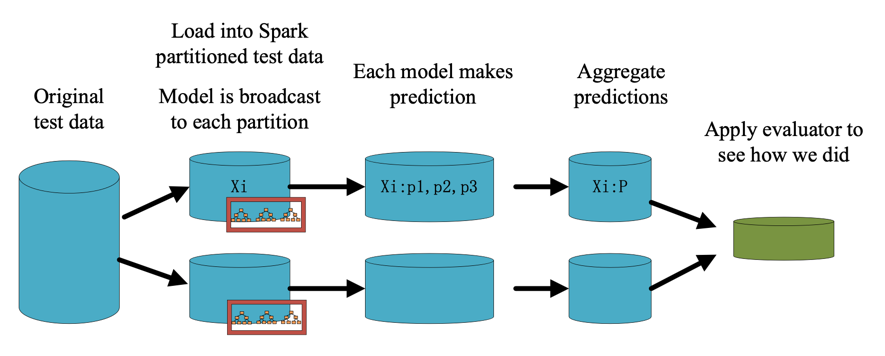 Original
test data
Load into Spark
partitioned test data
Model is broadcast
to each partition
Each model makes
prediction
Aggregate
predictions
Apply evaluator to
see how we did
Xi
Xi:p1,p2,p3
Xi:P